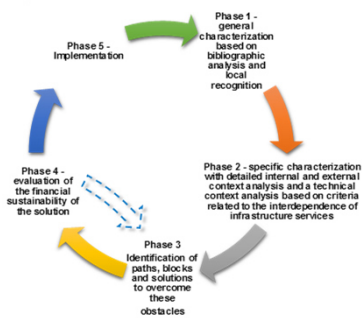 Phase 1 -
general
characterization
based on
bibliographic
analysis and
local
recognition
Phase 2 - specific characterization
with detailed internal and external
context analysis and a technical
context analysis based on criteria
related to the interdependence of
infrastructure services
Phase 3
Identification of
paths, blocks
and solutions
to overcome
these
obstacles
Phase 4 -
evaluation of
the financial
sustainability of
the solution
Phase 5 -
Implementation